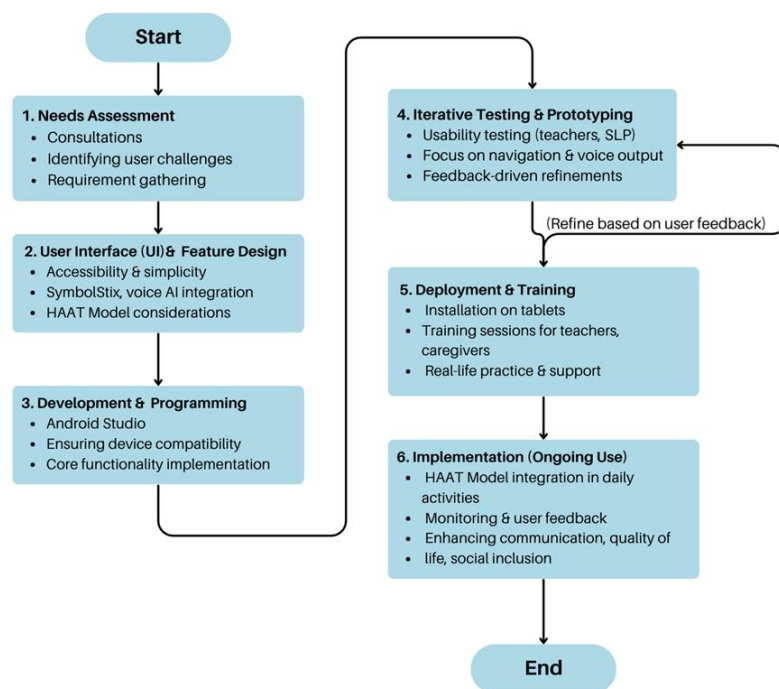 Start
1. Needs Assessment
• Consultations
• Identifying user challenges
• Requirement gathering
2. User Interface (UI)& Feature Design
• Accessibility & simplicity
• SymbolStix, voice AI integration
• HAAT Model considerations
3. Development & Programming
• Android Studio
• Ensuring device compatibility
• Core functionality implementation
4. Iterative Testing & Prototyping
• Usability testing (teachers, SLP)
• Focus on navigation & voice output
• Feedback-driven refinements
(Refine based on user feedback)
5. Deployment & Training
• Installation on tablets
• Training sessions for teachers,
caregivers
• Real-life practice & support
6. Implementation (Ongoing Use)
• HAAT Model integration in daily
activities
• Monitoring & user feedback
• Enhancing communication, quality of
• life, social inclusion
End